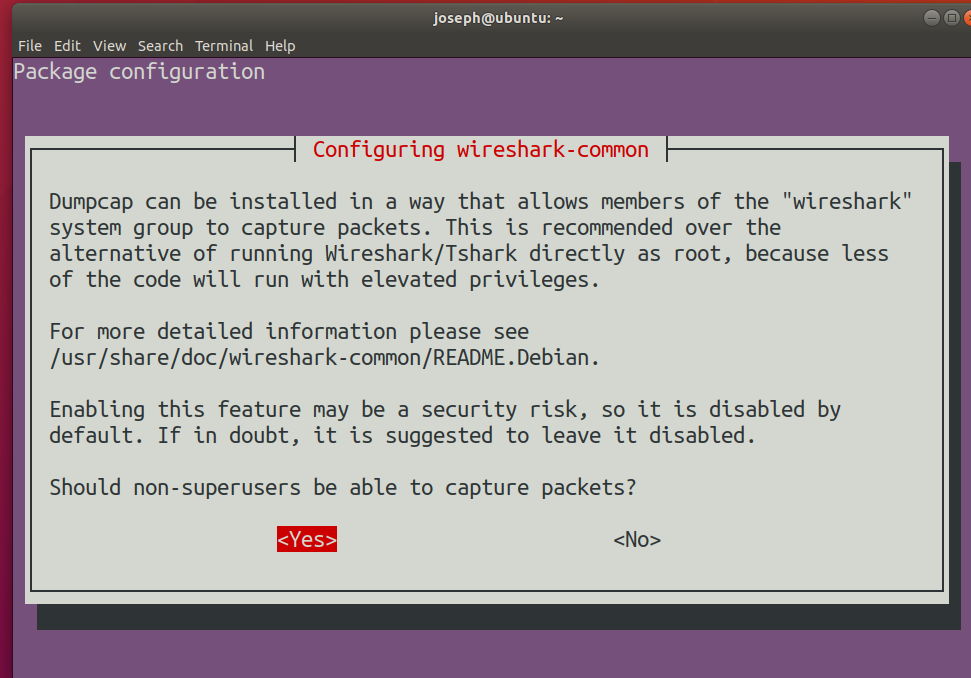 joseph@ubuntu: ~
File Edit View Search Terminal Help
Package configuration
Configuring wireshark-common
Dumpcap can be installed in a way that allows members of the "wireshark"
system group to capture packets. This is recommended over the
alternative of running Wireshark/Tshark directly as root, because less
of the code will run with elevated privileges.
For more detailed information please see
/usr/share/doc/wireshark-common/README.Debian.
Enabling this feature may be a security risk, so it is disabled by
default. If in doubt, it is suggested to leave it disabled.
Should non-superusers be able to capture packets?
<Yes> <No>